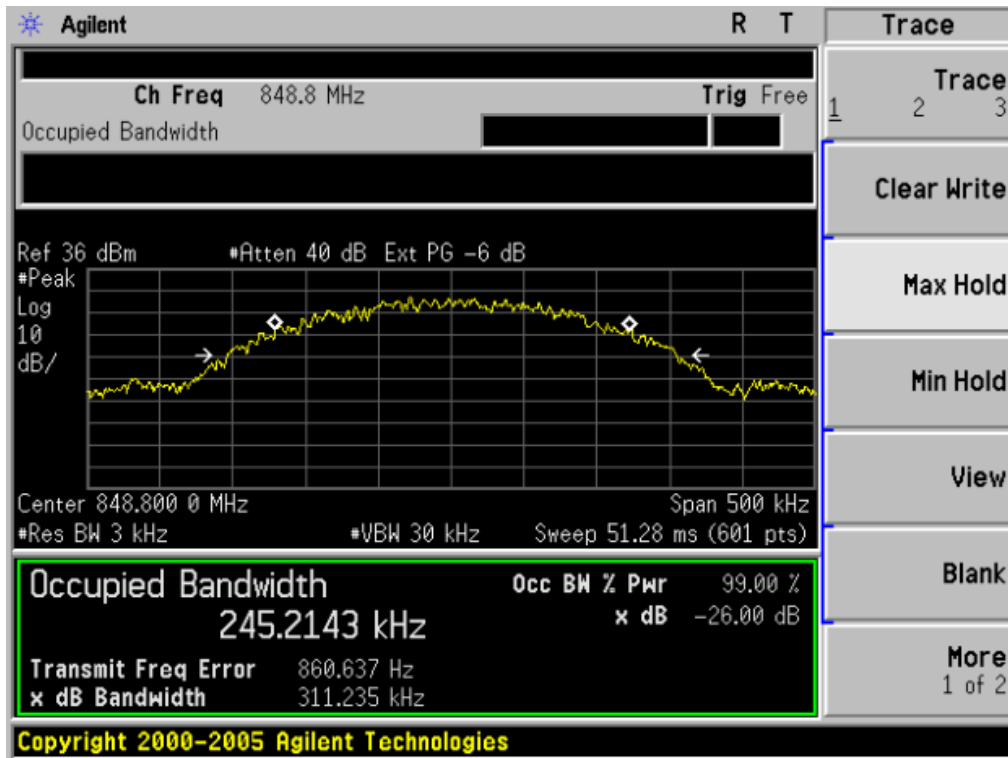 Agilent R T
Ch Freq 848.8 MHz Trig Free
Occupied Bandwidth
Ref 36 dBm #Atten 40 dB Ext PG -6 dB
#Peak
Log
10
dB/
Center 848.800 0 MHz Span 500 kHz
#Res BW 3 kHz #VBW 30 kHz Sweep 51.28 ms (601 pts)
Occupied Bandwidth Occ BW % Pwr 99.00 %
245.2143 kHz x dB -26.00 dB
Transmit Freq Error 860.637 Hz
x dB Bandwidth 311.235 kHz
Copyright 2000-2005 Agilent Technologies
Trace
Trace
1 2 3
Clear Write
Max Hold
Min Hold
View
Blank
More
1 of 2